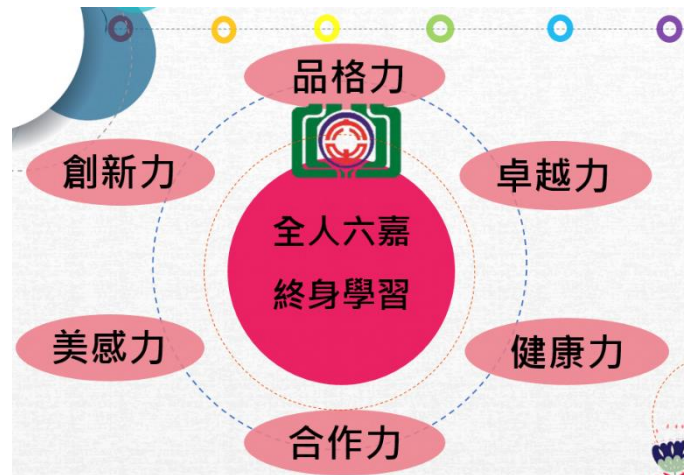 品格力
創新力
卓越力
全人六嘉
終身學習
美感力
健康力
合作力